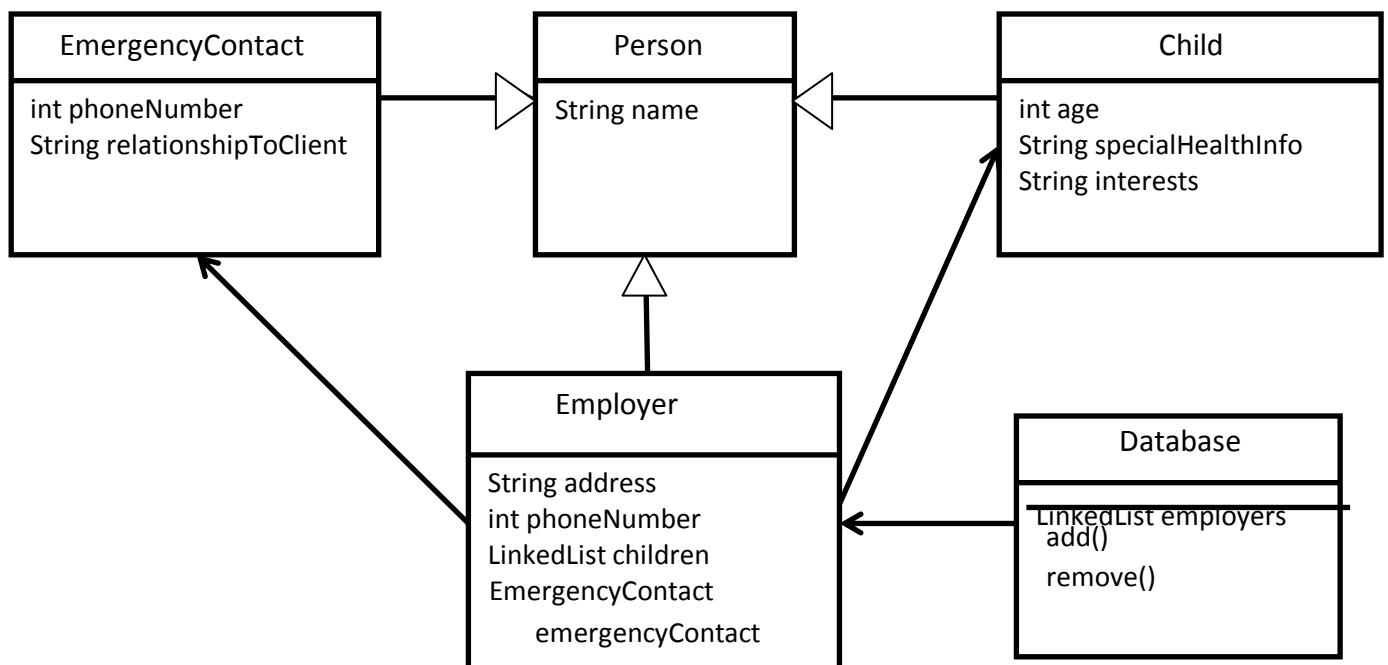 EmergencyContact
int phoneNumber
String relationshipToClient
Person
String name
Child
int age
String specialHealthInfo
String interests
Employer
String address
int phoneNumber
LinkedList children
EmergencyContact
emergencyContact
Database
LinkedList employers
add()
remove()